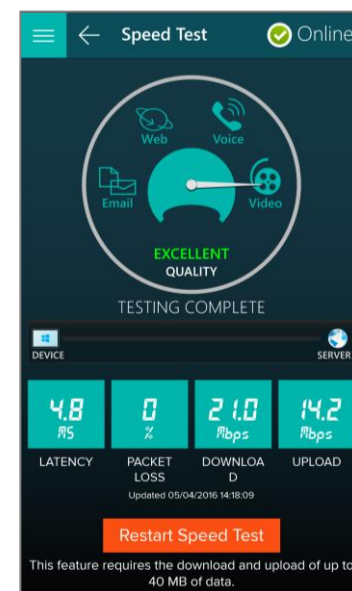 Speed Test
Online
Web
Voice
Email
Video
EXCELLENT
QUALITY
TESTING COMPLETE
DEVICE
SERVER
4.8
MS
0
%
21.0
Mbps
14.2
Mbps
LATENCY
PACKET
LOSS
DOWNLOA
D
UPLOAD
Updated 05/04/2016 14:18:09
Restart Speed Test
This feature requires the download and upload of up to
40 MB of data.